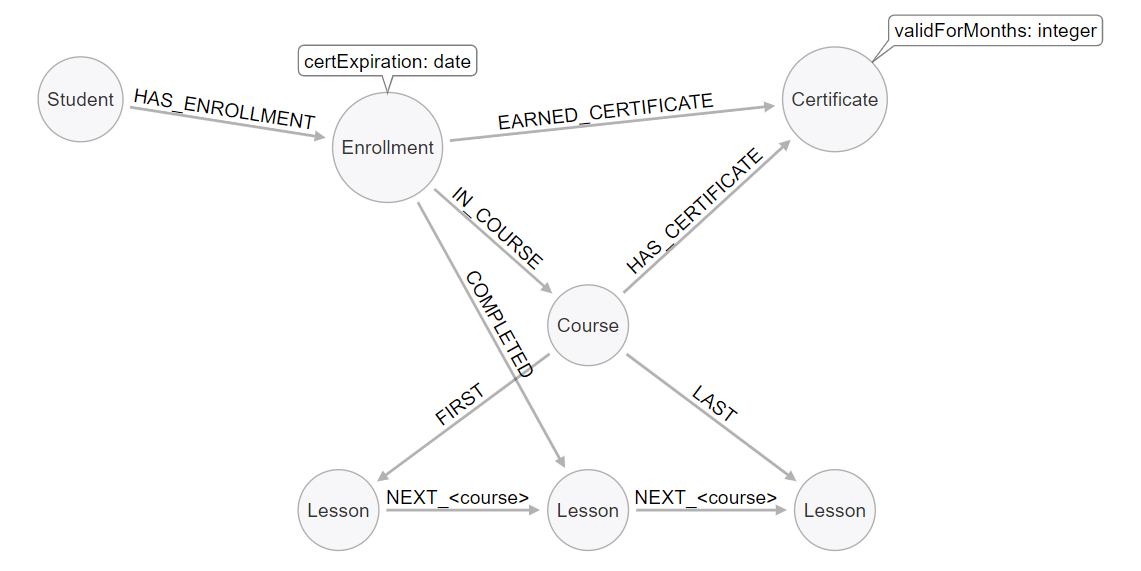 validForMonths: integer
certExpiration: date
Student
HAS_ENROLLMENT
Enrollment
EARNED_CERTIFICATE
Certificate
IN_COURSE
HAS_CERTIFICATE
COMPLETED
Course
FIRST
LAST
Lesson
NEXT_<course>
Lesson
NEXT_<course>
Lesson